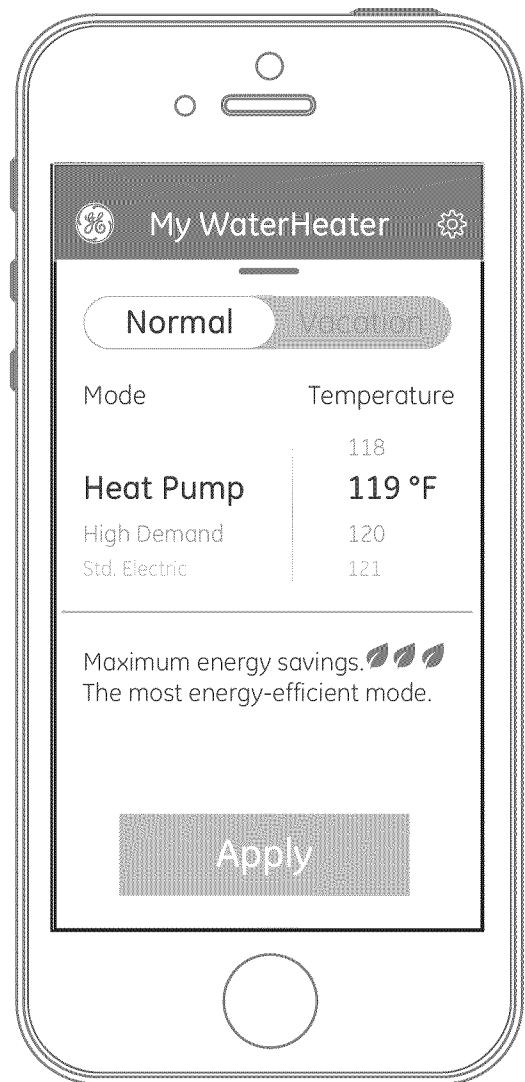 My WaterHeater
Normal Vacation
Mode Temperature
118
Heat Pump 119 °F
High Demand 120
Std. Electric 121
Maximum energy savings.
The most energy-efficient mode.
Apply